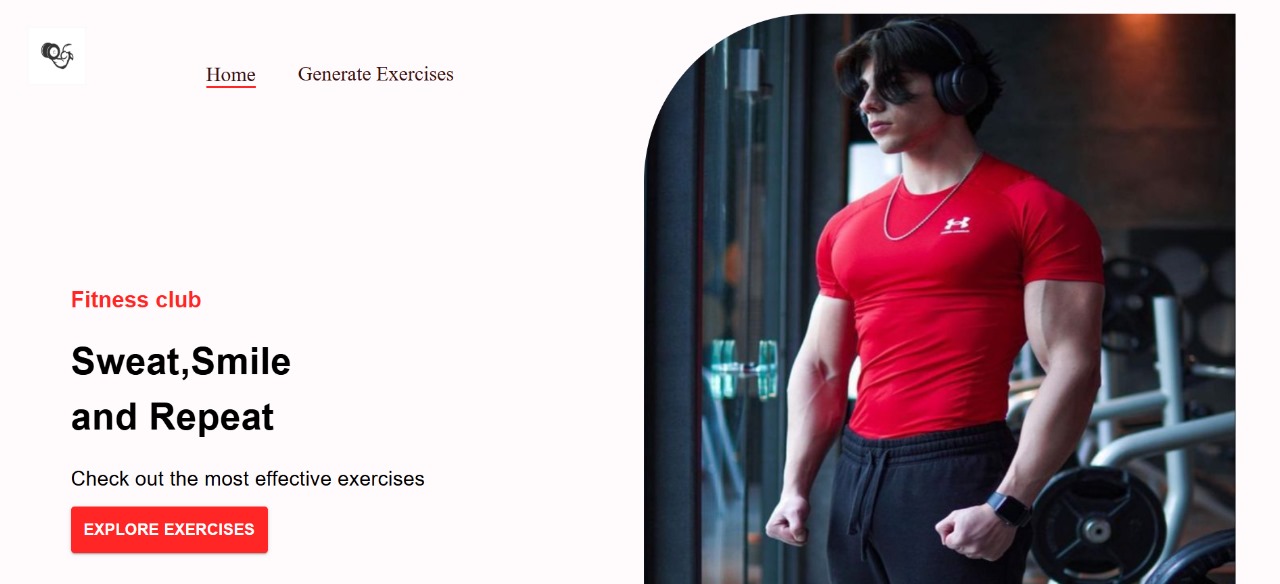 Home
Generate Exercises
Fitness club
Sweat,Smile
and Repeat
Check out the most effective exercises
EXPLORE EXERCISES